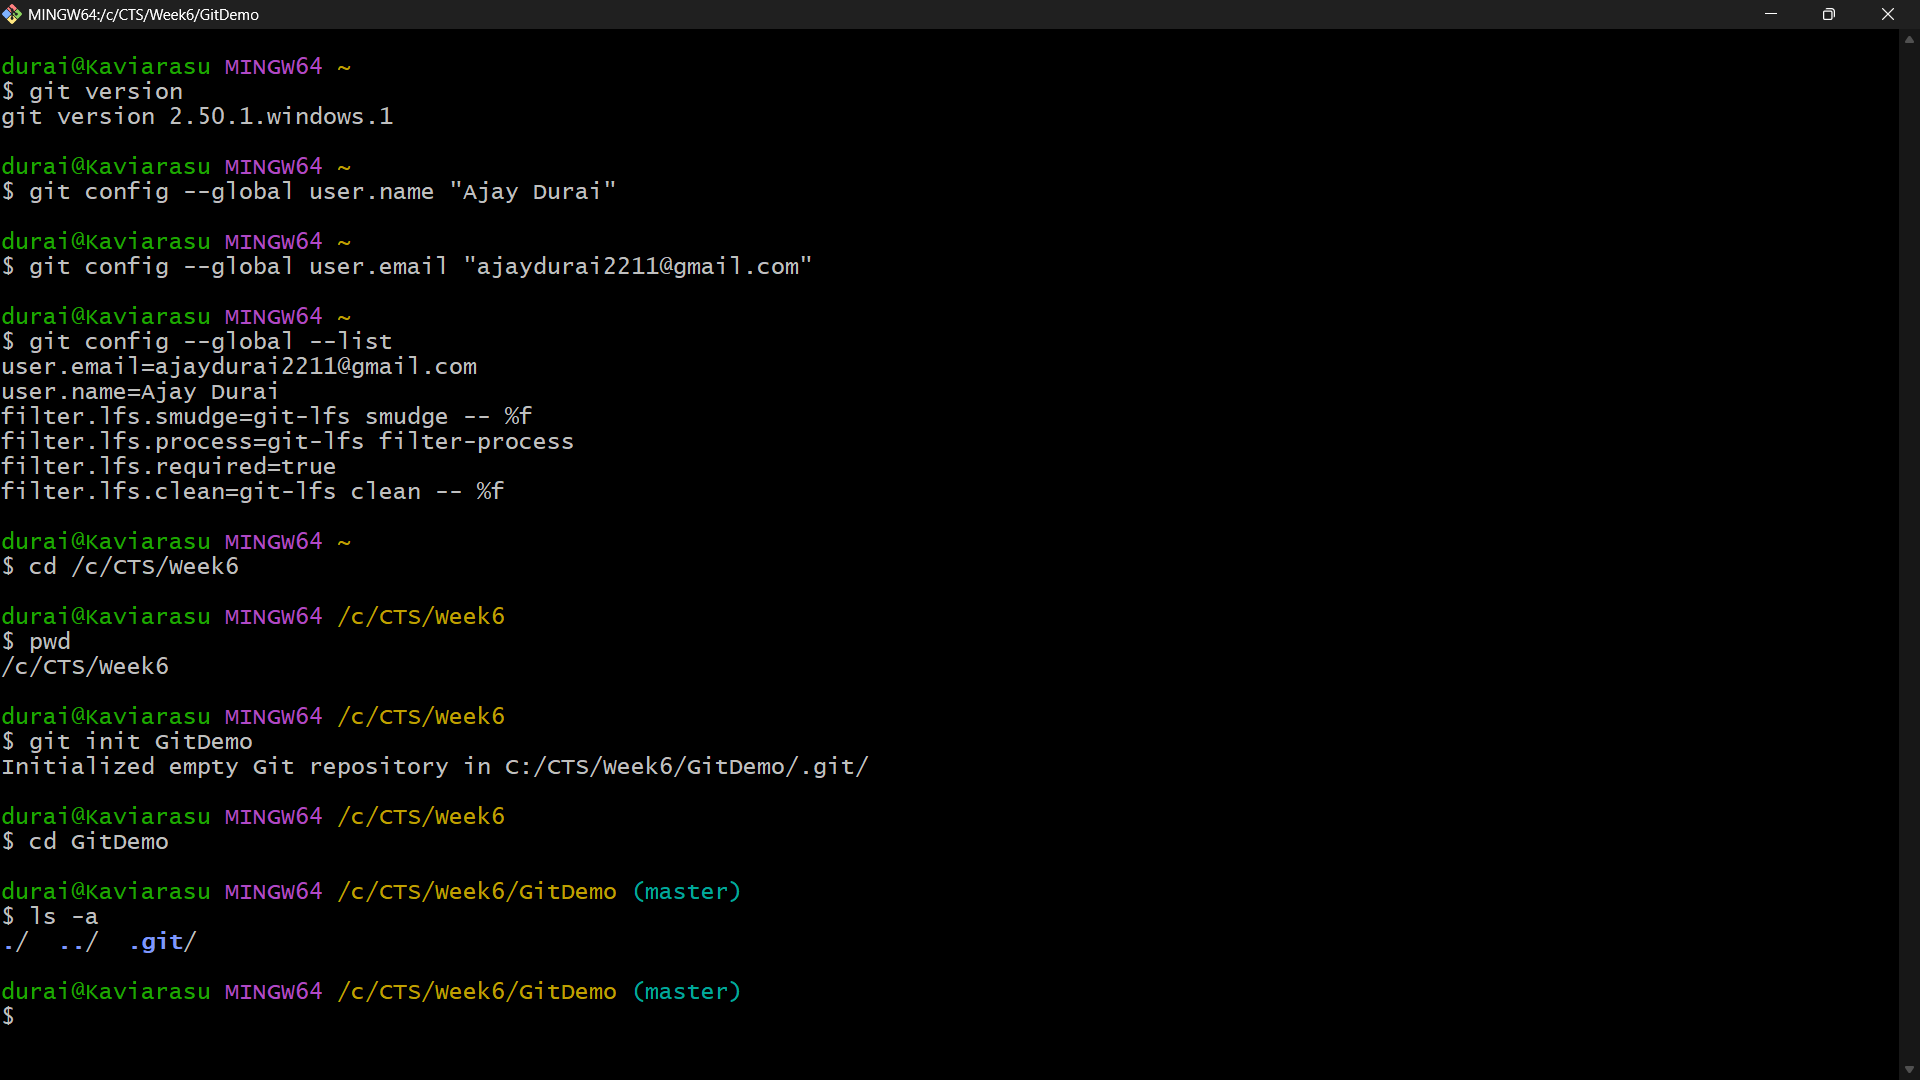 MINGW64:/c/CTS/Week6/GitDemo
durai@Kaviarasu MINGW64 ~
$ git version
git version 2.50.1.windows.1
durai@Kaviarasu MINGW64 ~
$ git config --global user.name "Ajay Durai"
durai@Kaviarasu MINGW64 ~
$ git config --global user.email "ajaydurai2211@gmail.com"
durai@Kaviarasu MINGW64 ~
$ git config --global --list
user.email=ajaydurai2211@gmail.com
user.name=Ajay Durai
filter.lfs.smudge=git-lfs smudge -- %f
filter.lfs.process=git-lfs filter-process
filter.lfs.required=true
filter.lfs.clean=git-lfs clean -- %f
durai@Kaviarasu MINGW64 ~
$ cd /c/CTS/Week6
durai@Kaviarasu MINGW64 /c/CTS/Week6
$ pwd
/c/CTS/Week6
durai@Kaviarasu MINGW64 /c/CTS/Week6
$ git init GitDemo
Initialized empty Git repository in C:/CTS/Week6/GitDemo/.git/
durai@Kaviarasu MINGW64 /c/CTS/Week6
$ cd GitDemo
durai@Kaviarasu MINGW64 /c/CTS/Week6/GitDemo (master)
$ ls -a
./  ../  .git/
durai@Kaviarasu MINGW64 /c/CTS/Week6/GitDemo (master)
$